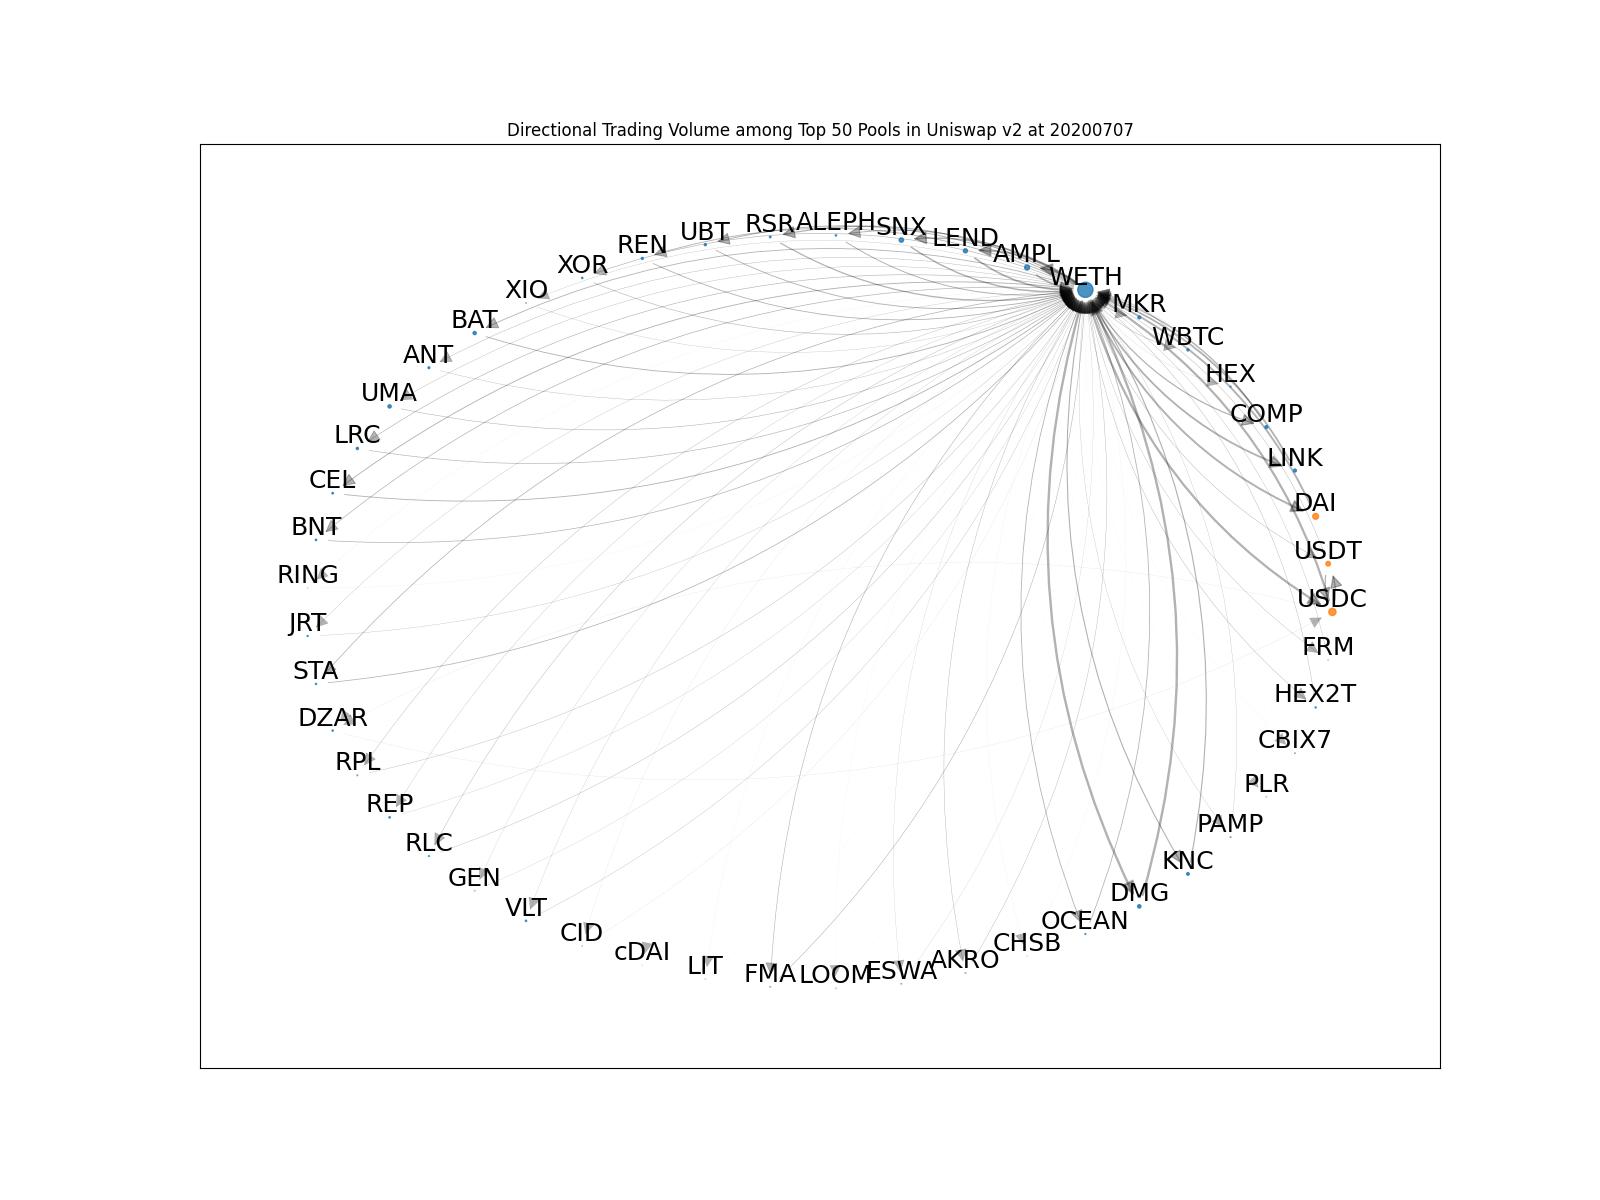 Directional Trading Volume among Top 50 Pools in Uniswap v2 at 20200707
ALEPH
RSR
SNX
UBT
LEND
REN
AMPL
XOR
WETH
XIO
MKR
BAT
WBTC
ANT
HEX
UMA
COMP
LRC
LINK
CEL
DAI
BNT
USDT
RING
USDC
JRT
FRM
STA
HEX2T
DZAR
CBIX7
RPL
PLR
REP
PAMP
RLC
KNC
GEN
DMG
VLT
OCEAN
CID
CHSB
cDAI
AKRO
LIT
ESWA
FMA
LOOM